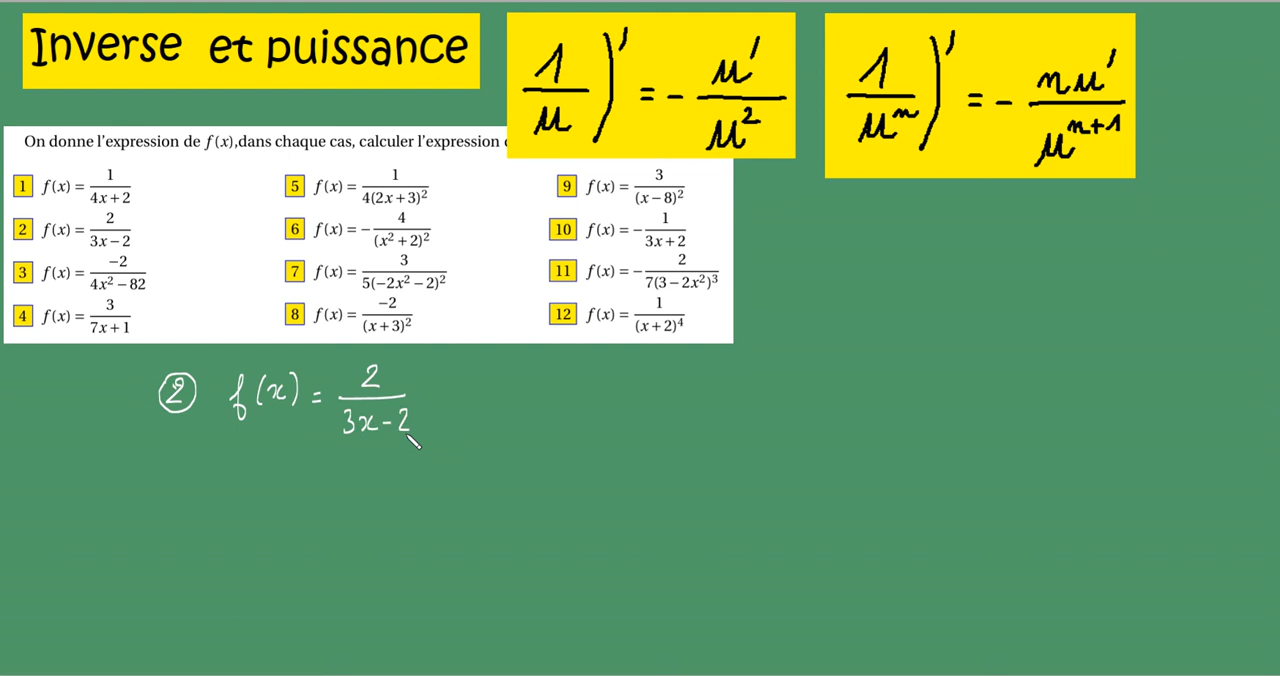 Inverse et puissance
1/u)' = - u'/u²
1/uⁿ)' = - nu'/uⁿ⁺¹
On donne l'expression de f(x),dans chaque cas, calculer l'expression
1 f(x) = 1/(4x+2)
2 f(x) = 2/(3x−2)
3 f(x) = −2/(4x²−82)
4 f(x) = 3/(7x+1)
5 f(x) = 1/(4(2x+3)²)
6 f(x) = −4/(x²+2)²
7 f(x) = 3/(5(−2x²−2)²)
8 f(x) = −2/(x+3)²
9 f(x) = 3/(x−8)²
10 f(x) = −1/(3x+2)
11 f(x) = −2/(7(3−2x²)³)
12 f(x) = 1/(x+2)⁴
② f(x) = 2/(3x-2)